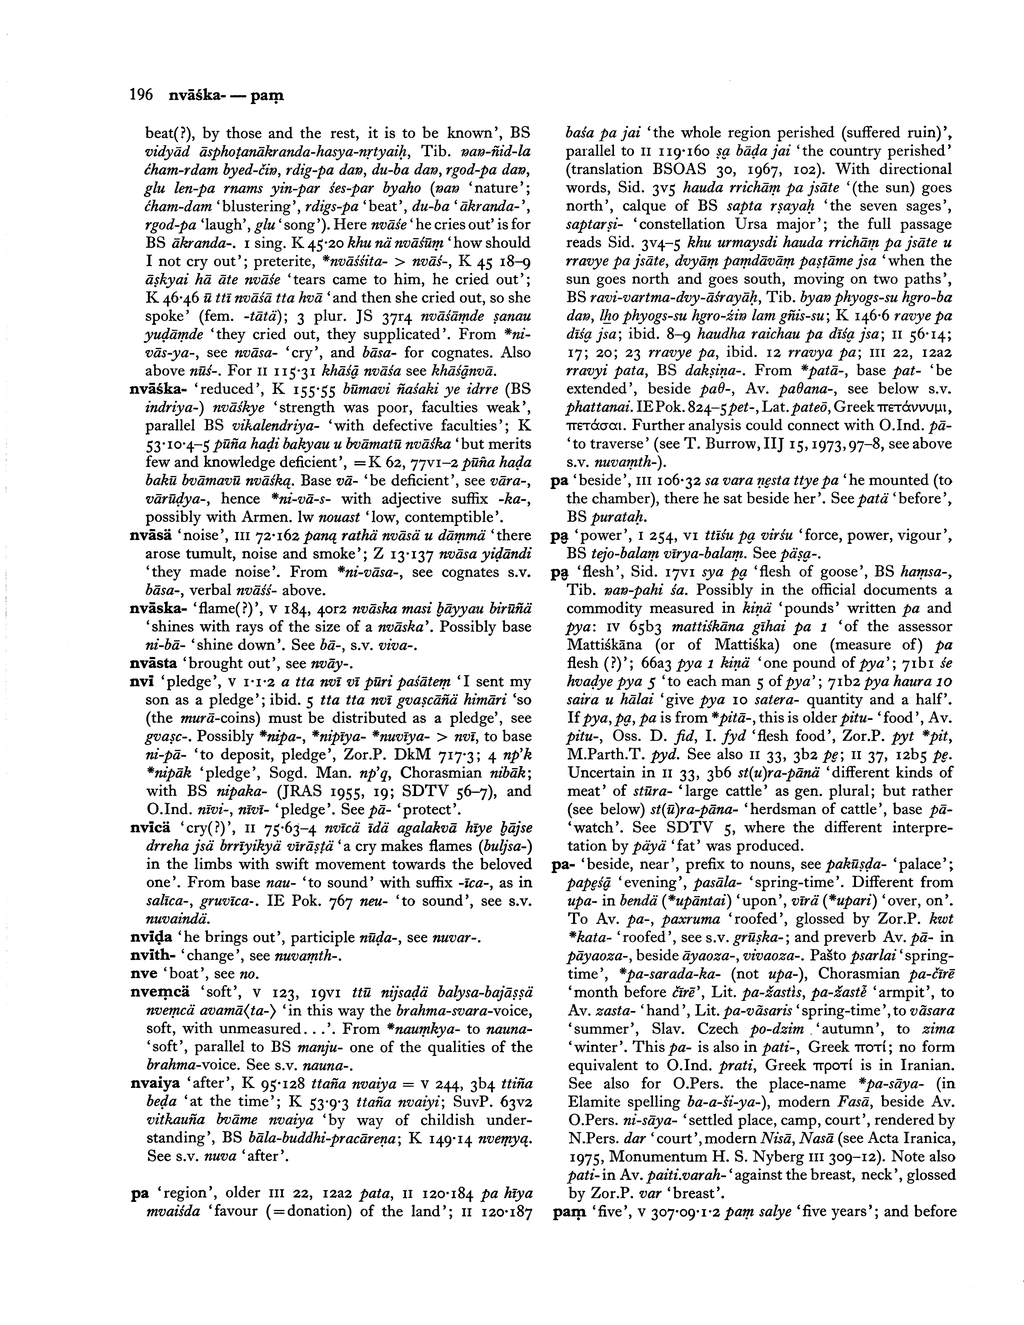 196 nvāśka- — paṃ
beat(?), by those and the rest, it is to be known’, BS
vidyād āsphoṭanākranda-hasya-nṛtyaiḥ, Tib. ɴaɴ-ñid-la
ćham-rdam byed-čiɴ, rdig-pa daɴ, du-ba daɴ, rgod-pa daɴ,
glu len-pa rnams yin-par śes-par byaho (ɴaɴ ‘nature’;
ćham-dam ‘blustering’, rdigs-pa ‘beat’, du-ba ‘ākranda-’,
rgod-pa ‘laugh’, glu ‘song’). Here nvāśe ‘he cries out’ is for
BS ākranda-. 1 sing. K 45·20 khu nä nvāśūṃ ‘how should
I not cry out’; preterite, *nvāśśita- > nvāś-, K 45 18–9
āṣkyai hā āte nvāśe ‘tears came to him, he cried out’;
K 46·46 ū ttī nvāśā tta hvā ‘and then she cried out, so she
spoke’ (fem. -tātä); 3 plur. JS 37r4 nvāśāṃde ṣanau
yuḍāṃde ‘they cried out, they supplicated’. From *ni-
vās-ya-, see nvāsa- ‘cry’, and bāsa- for cognates. Also
above nūś-. For II 115·31 khāśą̄ nvāśa see khāśą̄nvā.
nvāśka- ‘reduced’, K 155·55 būmavi ñaśaki ye idrre (BS
indriya-) nvāśkye ‘strength was poor, faculties weak’,
parallel BS vikalendriya- ‘with defective faculties’; K
53·10·4–5 pūña haḍi bakyau u bvāmatū nvāśka ‘but merits
few and knowledge deficient’, = K 62, 77v1–2 pūña haḍa
bakū bvāmavū nvāśką. Base vā- ‘be deficient’, see vāra-,
vārūḍya-, hence *ni-vā-s- with adjective suffix -ka-,
possibly with Armen. lw nouast ‘low, contemptible’.
nvāsä ‘noise’, III 72·162 paną rathä nvāsä u dāṃmä ‘there
arose tumult, noise and smoke’; Z 13·137 nvāsa yiḍāndi
‘they made noise’. From *ni-vāsa-, see cognates s.v.
bāsa-, verbal nvāśś- above.
nvāska- ‘flame(?)’, V 184, 40r2 nvāska masi ḇāyyau birūñä
‘shines with rays of the size of a nvāska’. Possibly base
ni-bā- ‘shine down’. See bā-, s.v. viva-.
nvāsta ‘brought out’, see nvāy-.
nvī ‘pledge’, V 1·1·2 a tta nvī vī pūri paśātem ‘I sent my
son as a pledge’; ibid. 5 tta tta nvī gvaṣcāñä himāri ‘so
(the murā-coins) must be distributed as a pledge’, see
gvaṣc-. Possibly *nipa-, *nipīya- *nuvīya- > nvī, to base
ni-pā- ‘to deposit, pledge’, Zor.P. DkM 717·3; 4 np’k
*nipāk ‘pledge’, Sogd. Man. np’q, Chorasmian nibāk;
with BS nipaka- (JRAS 1955, 19; SDTV 56–7), and
O.Ind. nīvi-, nīvī- ‘pledge’. See pā- ‘protect’.
nvīcä ‘cry(?)’, II 75·63–4 nvīcä īdä agalakvā hīye ḇājse
drreha jsä brrīyikyä vīrāṣṭä ‘a cry makes flames (buljsa-)
in the limbs with swift movement towards the beloved
one’. From base nau- ‘to sound’ with suffix -īca-, as in
salīca-, gruvīca-. IE Pok. 767 neu- ‘to sound’, see s.v.
nuvaindä.
nvīḍa ‘he brings out’, participle nūḍa-, see nuvar-.
nvīth- ‘change’, see nuvaṃth-.
nve ‘boat’, see no.
nveṃcä ‘soft’, V 123, 19v1 ttū nijsaḍä balysa-bajāṣṣä
nveṃcä avamā⟨ta-⟩ ‘in this way the brahma-svara-voice,
soft, with unmeasured...’. From *nauṃkya- to nauna-
‘soft’, parallel to BS manju- one of the qualities of the
brahma-voice. See s.v. nauna-.
nvaiya ‘after’, K 95·128 ttaña nvaiya = V 244, 3b4 ttiña
beḍa ‘at the time’; K 53·9·3 ttaña nvaiyi; SuvP. 63v2
vitkauña bvāme nvaiya ‘by way of childish under-
standing’, BS bāla-buddhi-pracāreṇa; K 149·14 nveṃyą.
See s.v. nuva ‘after’.
pa ‘region’, older III 22, 12a2 pata, II 120·184 pa hīya
mvaiśda ‘favour (=donation) of the land’; II 120·187
baśa pa jai ‘the whole region perished (suffered ruin)’,
parallel to II 119·160 ṣą bāḍa jai ‘the country perished’
(translation BSOAS 30, 1967, 102). With directional
words, Sid. 3v5 hauda rrichāṃ pa jsāte ‘(the sun) goes
north’, calque of BS sapta ṛṣayaḥ ‘the seven sages’,
saptarṣi- ‘constellation Ursa major’; the full passage
reads Sid. 3v4–5 khu urmaysdi hauda rrichāṃ pa jsāte u
rravye pa jsāte, dvyāṃ paṃdāvāṃ paṣṭāme jsa ‘when the
sun goes north and goes south, moving on two paths’,
BS ravi-vartma-dvy-āśrayāḥ, Tib. byaɴ phyogs-su hgro-ba
daɴ, lho phyogs-su hgro-źiɴ lam gñis-su; K 146·6 ravye pa
dīśą jsa; ibid. 8–9 haudha raichau pa dīśą jsa; II 56·14;
17; 20; 23 rravye pa, ibid. 12 rravya pa; III 22, 12a2
rravyi pata, BS dakṣiṇa-. From *patā-, base pat- ‘be
extended’, beside paθ-, Av. paθana-, see below s.v.
phattanai. IE Pok. 824–5 pet-, Lat. pateō, Greek πετάννυμι,
πετάσαι. Further analysis could connect with O.Ind. pā-
‘to traverse’ (see T. Burrow, IIJ 15, 1973, 97–8, see above
s.v. nuvaṃth-).
pa ‘beside’, III 106·32 sa vara ṇesta ttye pa ‘he mounted (to
the chamber), there he sat beside her’. See patä ‘before’,
BS purataḥ.
pą ‘power’, I 254, v1 ttīśu pą virśu ‘force, power, vigour’,
BS tejo-balaṃ vīrya-balaṃ. See päṣa-.
pą ‘flesh’, Sid. 17v1 sya pą ‘flesh of goose’, BS haṃsa-,
Tib. ɴaɴ-pahi śa. Possibly in the official documents a
commodity measured in kiṇä ‘pounds’ written pa and
pya: IV 65b3 mattiśkāna gīhai pa 1 ‘of the assessor
Mattiśkāna (or of Mattiśka) one (measure of) pa
flesh (?)’; 66a3 pya 1 kiṇä ‘one pound of pya’; 71b1 śe
hvaḍye pya 5 ‘to each man 5 of pya’; 71b2 pya haura 10
saira u hālai ‘give pya 10 satera- quantity and a half’.
If pya, pą, pa is from *pitā-, this is older pitu- ‘food’, Av.
pitu-, Oss. D. fid, I. fyd ‘flesh food’, Zor.P. pyt *pit,
M.Parth.T. pyd. See also II 33, 3b2 pę; II 37, 12b5 pę.
Uncertain in II 33, 3b6 st(u)ra-pānä ‘different kinds of
meat’ of stūra- ‘large cattle’ as gen. plural; but rather
(see below) st(ū)ra-pāna- ‘herdsman of cattle’, base pā-
‘watch’. See SDTV 5, where the different interpre-
tation by päyä ‘fat’ was produced.
pa- ‘beside, near’, prefix to nouns, see pakūṣḍa- ‘palace’;
papęśą̄ ‘evening’, pasāla- ‘spring-time’. Different from
upa- in bendä (*upāntai) ‘upon’, vīrä (*upari) ‘over, on’.
To Av. pa-, paxruma ‘roofed’, glossed by Zor.P. kwt
*kata- ‘roofed’, see s.v. grūṣka-; and preverb Av. pā- in
pāyaoza-, beside āyaoza-, vivaoza-. Pašto psarlai ‘spring-
time’, *pa-sarada-ka- (not upa-), Chorasmian pa-čīrē
‘month before čīrē’, Lit. pa-žastìs, pa-žastė̃ ‘armpit’, to
Av. zasta- ‘hand’, Lit. pa-vãsaris ‘spring-time’, to vãsara
‘summer’, Slav. Czech po-dzim ‘autumn’, to zima
‘winter’. This pa- is also in pati-, Greek ποτί; no form
equivalent to O.Ind. prati, Greek προτί is in Iranian.
See also for O.Pers. the place-name *pa-sāya- (in
Elamite spelling ba-a-ši-ya-), modern Fasā, beside Av.
O.Pers. ni-sāya- ‘settled place, camp, court’, rendered by
N.Pers. dar ‘court’, modern Nisā, Nasā (see Acta Iranica,
1975, Monumentum H. S. Nyberg III 309–12). Note also
pati- in Av. paiti.varah- ‘against the breast, neck’, glossed
by Zor.P. var ‘breast’.
paṃ ‘five’, V 307·09·1·2 paṃ salye ‘five years’; and before